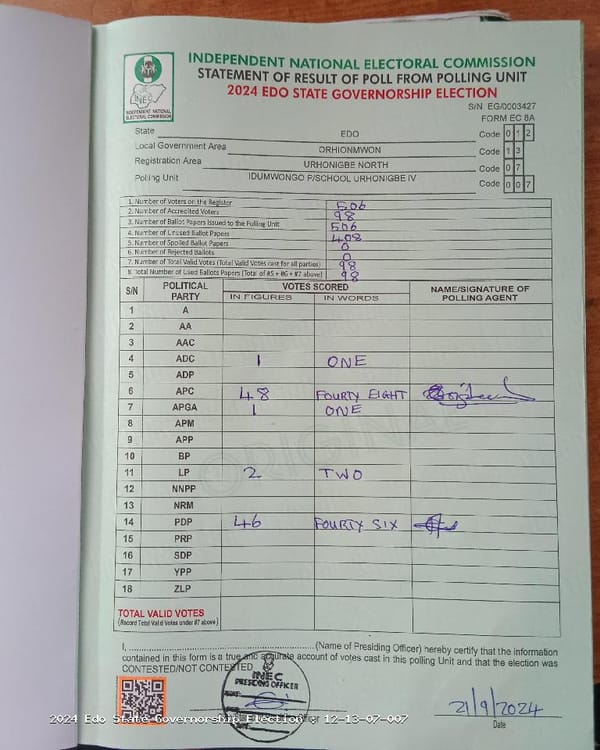 INDEPENDENT NATIONAL ELECTORAL COMMISSION
STATEMENT OF RESULT OF POLL FROM POLLING UNIT
2024 EDO STATE GOVERNORSHIP ELECTION
INEC
INDEPENDENT NATIONAL
ELECTORAL COMMISSION
S/N EG/0003427
FORM EC 8A
State EDO Code 0 1 2
Local Government Area ORHIONMWON Code 1 3
Registration Area URHONIGBE NORTH Code 0 7
Polling Unit IDUMWONGO P/SCHOOL URHONIGBE IV Code 0 0 7
1. Number of Voters on the Register 506
2. Number of Accredited Voters 98
3. Number of Ballot Papers Issued to the Polling Unit 506
4. Number of Unused Ballot Papers 408
5. Number of Spoiled Ballot Papers 0
6. Number of Rejected Ballots 0
7. Number of Total Valid Votes (Total Valid Votes cast for all parties) 98
8. Total Number of Used Ballots Papers (Total of #5 + #6 + #7 above) 98
S/N POLITICAL PARTY VOTES SCORED NAME/SIGNATURE OF POLLING AGENT
IN FIGURES IN WORDS
1 A
2 AA
3 AAC
4 ADC 1 ONE
5 ADP
6 APC 48 FOURTY EIGHT
7 APGA 1 ONE
8 APM
9 APP
10 BP
11 LP 2 TWO
12 NNPP
13 NRM
14 PDP 46 FOURTY SIX
15 PRP
16 SDP
17 YPP
18 ZLP
ORIGINAL
TOTAL VALID VOTES
(Record Total Valid Votes under #7 above)
I, (Name of Presiding Officer) hereby certify that the information
contained in this form is a true and accurate account of votes cast in this polling Unit and that the election was
CONTESTED/NOT CONTESTED
INEC
PRESIDING OFFICER
21/9/2024
Date
2024 Edo State Governorship Election - 12-13-07-007